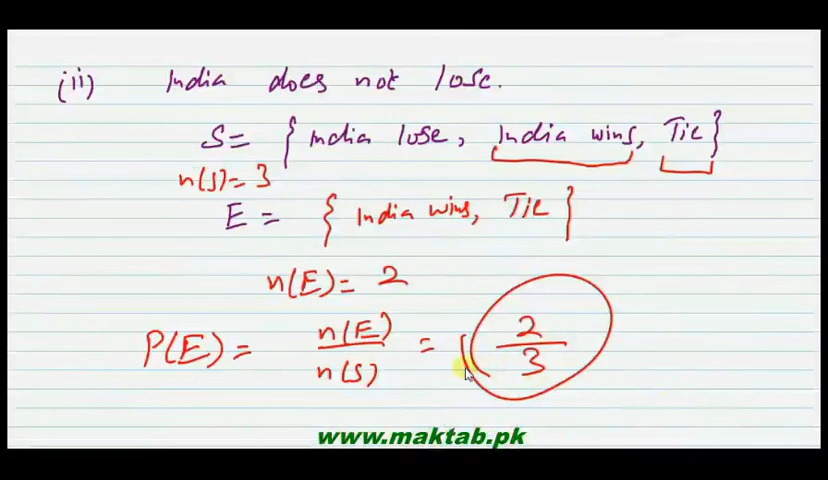 (ii) India does not lose.
S= { India lose, India wins, Tie}
n(S)= 3
E= { India wins, Tie }
n(E)= 2
P(E)= n(E)/n(S) = 2/3
www.maktab.pk